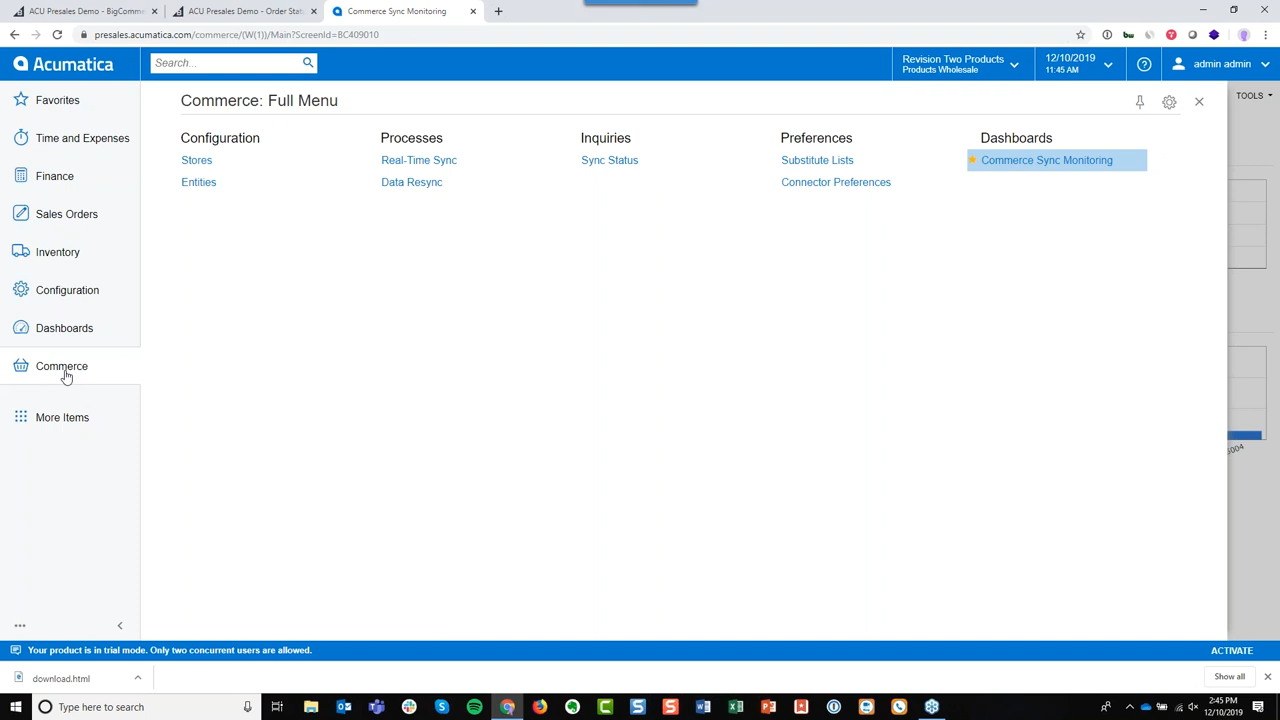 ACU Presales Demo - BigComme
ACU Presales Demo - Order Statu
Commerce Sync Monitoring
presales.acumatica.com/commerce/(W(1))/Main?ScreenId=BC409010
Acumatica
Search...
Revision Two Products
Products Wholesale
12/10/2019
11:45 AM
admin admin
Favorites
Time and Expenses
Finance
Sales Orders
Inventory
Configuration
Dashboards
Commerce
More Items
Commerce: Full Menu
TOOLS
Configuration
Stores
Entities
Processes
Real-Time Sync
Data Resync
Inquiries
Sync Status
Preferences
Substitute Lists
Connector Preferences
Dashboards
Commerce Sync Monitoring
Your product is in trial mode. Only two concurrent users are allowed.
ACTIVATE
download.html
Show all
Type here to search
2:45 PM
12/10/2019